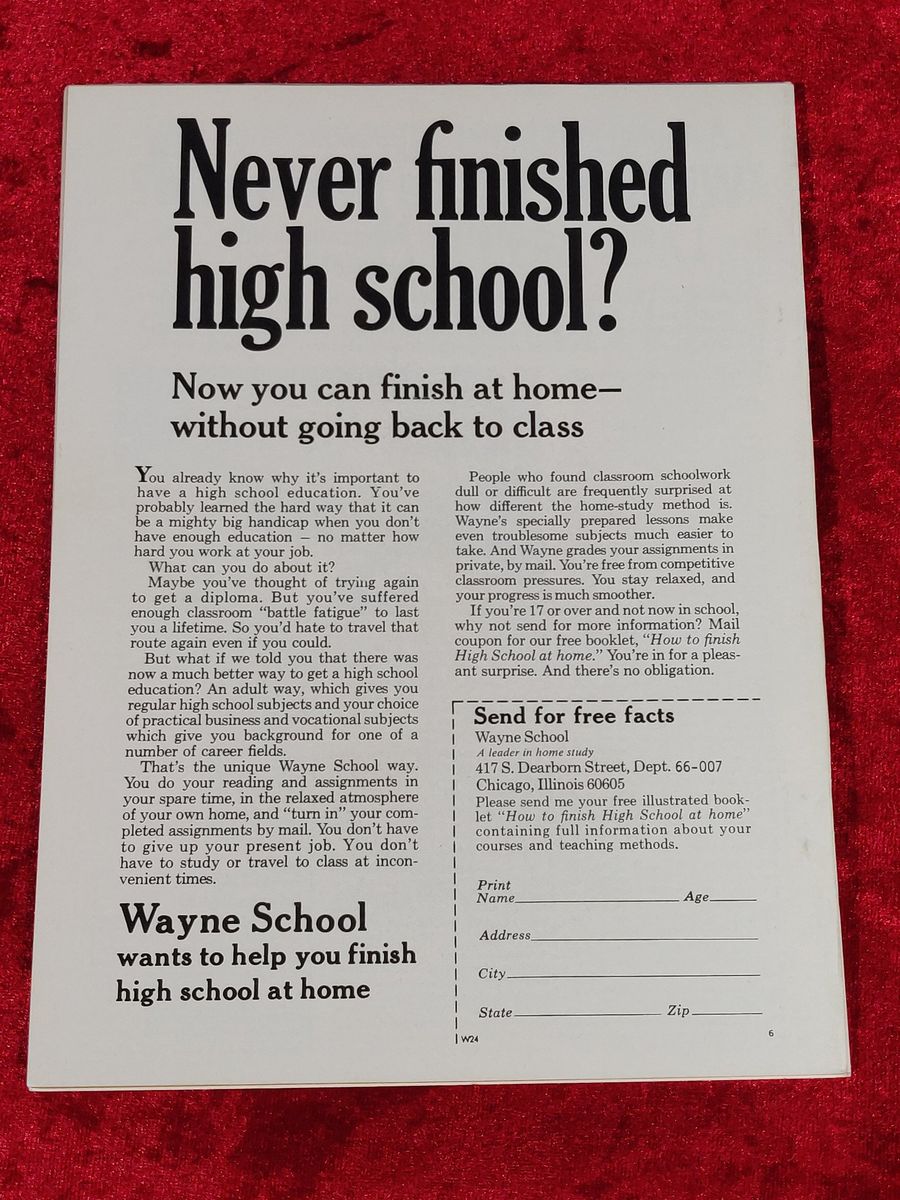 Never finished
high school?
Now you can finish at home—
without going back to class
You already know why it's important to
have a high school education. You've
probably learned the hard way that it can
be a mighty big handicap when you don't
have enough education – no matter how
hard you work at your job.
What can you do about it?
Maybe you've thought of trying again
to get a diploma. But you've suffered
enough classroom “battle fatigue” to last
you a lifetime. So you'd hate to travel that
route again even if you could.
But what if we told you that there was
now a much better way to get a high school
education? An adult way, which gives you
regular high school subjects and your choice
of practical business and vocational subjects
which give you background for one of a
number of career fields.
That's the unique Wayne School way.
You do your reading and assignments in
your spare time, in the relaxed atmosphere
of your own home, and “turn in” your com-
pleted assignments by mail. You don't have
to give up your present job. You don't
have to study or travel to class at incon-
venient times.
Wayne School
wants to help you finish
high school at home
People who found classroom schoolwork
dull or difficult are frequently surprised at
how different the home-study method is.
Wayne's specially prepared lessons make
even troublesome subjects much easier to
take. And Wayne grades your assignments in
private, by mail. You're free from competitive
classroom pressures. You stay relaxed, and
your progress is much smoother.
If you're 17 or over and not now in school,
why not send for more information? Mail
coupon for our free booklet, “How to finish
High School at home.” You're in for a pleas-
ant surprise. And there's no obligation.
Send for free facts
Wayne School
A leader in home study
417 S. Dearborn Street, Dept. 66-007
Chicago, Illinois 60605
Please send me your free illustrated book-
let “How to finish High School at home”
containing full information about your
courses and teaching methods.
Print
Name Age
Address
City
State Zip
W24 6